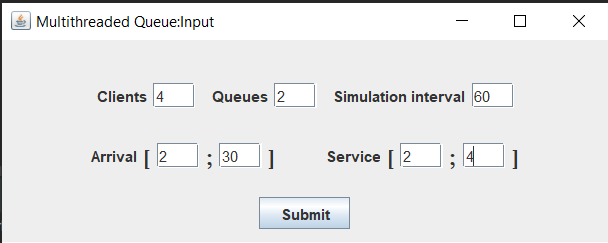 Multithreaded Queue:Input
Clients 4 Queues 2 Simulation interval 60
Arrival [ 2 ; 30 ] Service [ 2 ; 4 ]
Submit